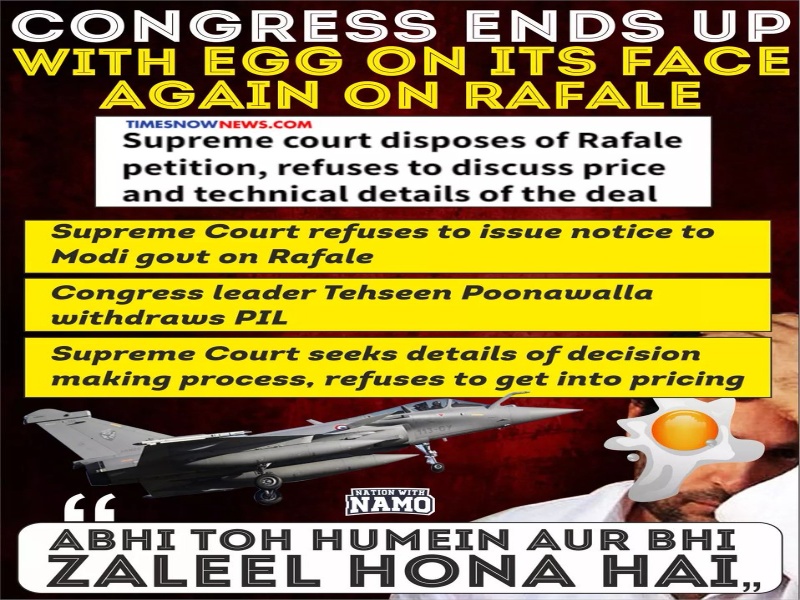 CONGRESS ENDS UP
WITH EGG ON ITS FACE
AGAIN ON RAFALE
TIMESNOWNEWS.COM
Supreme court disposes of Rafale
petition, refuses to discuss price
and technical details of the deal
Supreme Court refuses to issue notice to
Modi govt on Rafale
Congress leader Tehseen Poonawalla
withdraws PIL
Supreme Court seeks details of decision
making process, refuses to get into pricing
NATION WITH
NAMO
“ABHI TOH HUMEIN AUR BHI
ZALEEL HONA HAI„